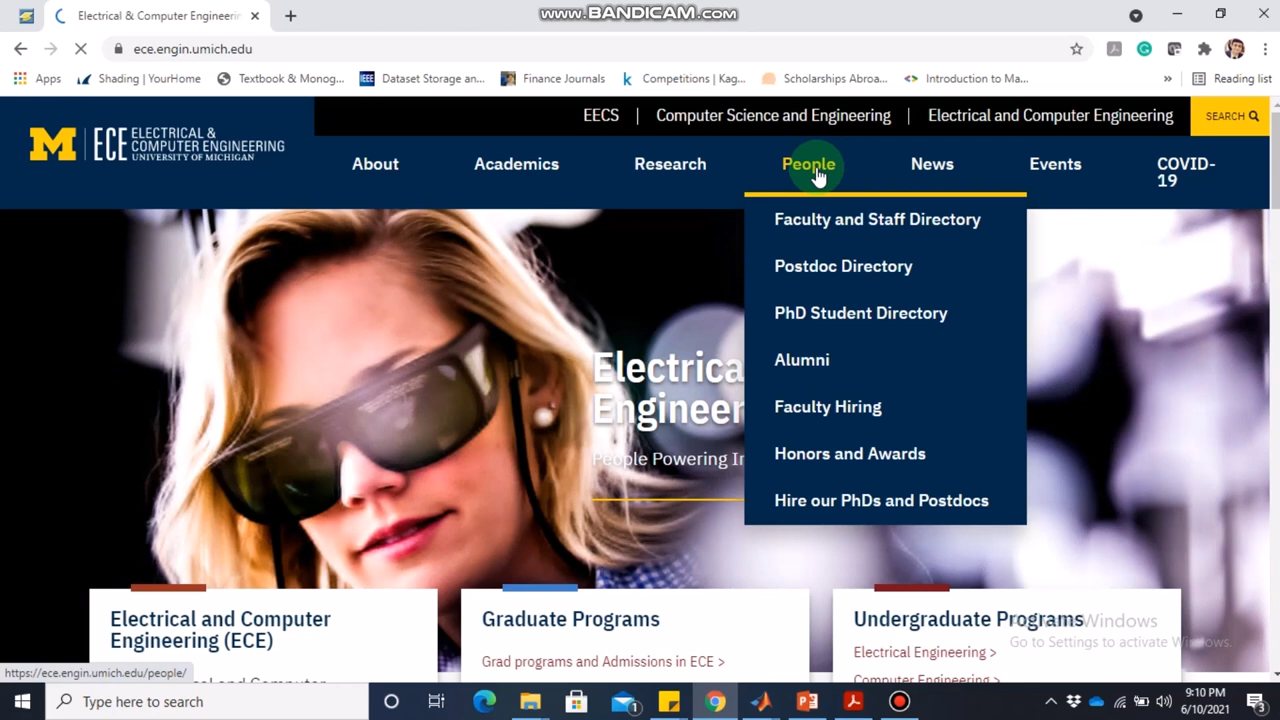 www.BANDICAM.com
Electrical & Computer Engineerin
ece.engin.umich.edu
Apps
Shading | YourHome
Textbook & Monog...
IEEE
Dataset Storage an...
Finance Journals
Competitions | Kag...
Scholarships Abroa...
Introduction to Ma...
»
Reading list
EECS | Computer Science and Engineering | Electrical and Computer Engineering
SEARCH
M | ECE ELECTRICAL &
COMPUTER ENGINEERING
UNIVERSITY OF MICHIGAN
About
Academics
Research
People
News
Events
COVID-
19
Faculty and Staff Directory
Postdoc Directory
PhD Student Directory
Alumni
Faculty Hiring
Honors and Awards
Hire our PhDs and Postdocs
Electrica
Engineer
People Powering In
Electrical and Computer
Engineering (ECE)
Graduate Programs
Grad programs and Admissions in ECE >
Undergraduate Programs
Electrical Engineering >
Computer Engineering >
Activate Windows
Go to Settings to activate Windows.
https://ece.engin.umich.edu/people/
Type here to search
1
9:10 PM
6/10/2021
3